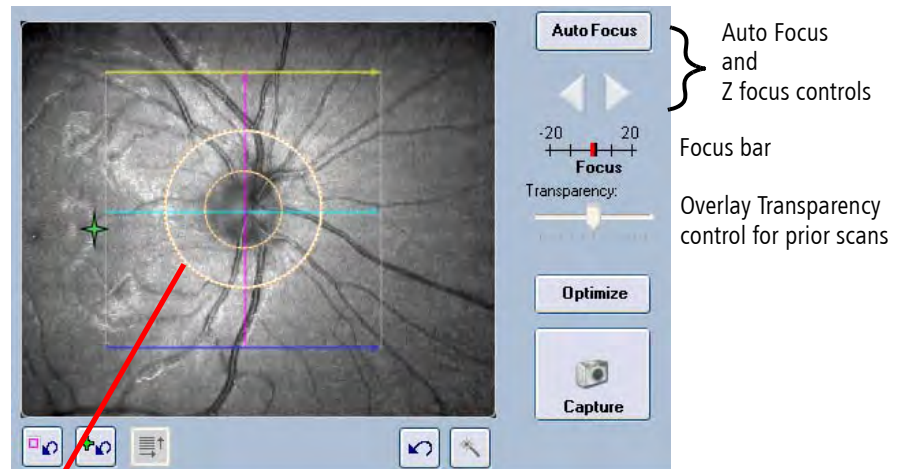 Auto Focus
Auto Focus
and
Z focus controls
-20 20
Focus
Focus bar
Transparency:
Overlay Transparency
control for prior scans
Optimize
Capture